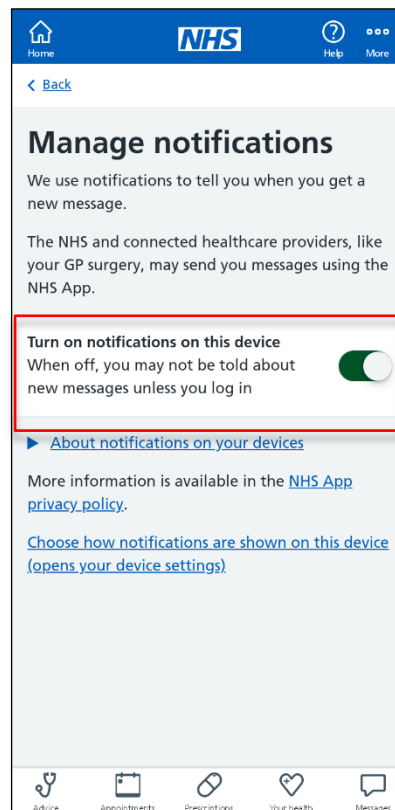 NHS
Home
Help
More
Back
Manage notifications
We use notifications to tell you when you get a
new message.
The NHS and connected healthcare providers, like
your GP surgery, may send you messages using the
NHS App.
Turn on notifications on this device
When off, you may not be told about
new messages unless you log in
About notifications on your devices
More information is available in the NHS App
privacy policy.
Choose how notifications are shown on this device
(opens your device settings)
Advice
Appointments
Prescriptions
Your health
Messages